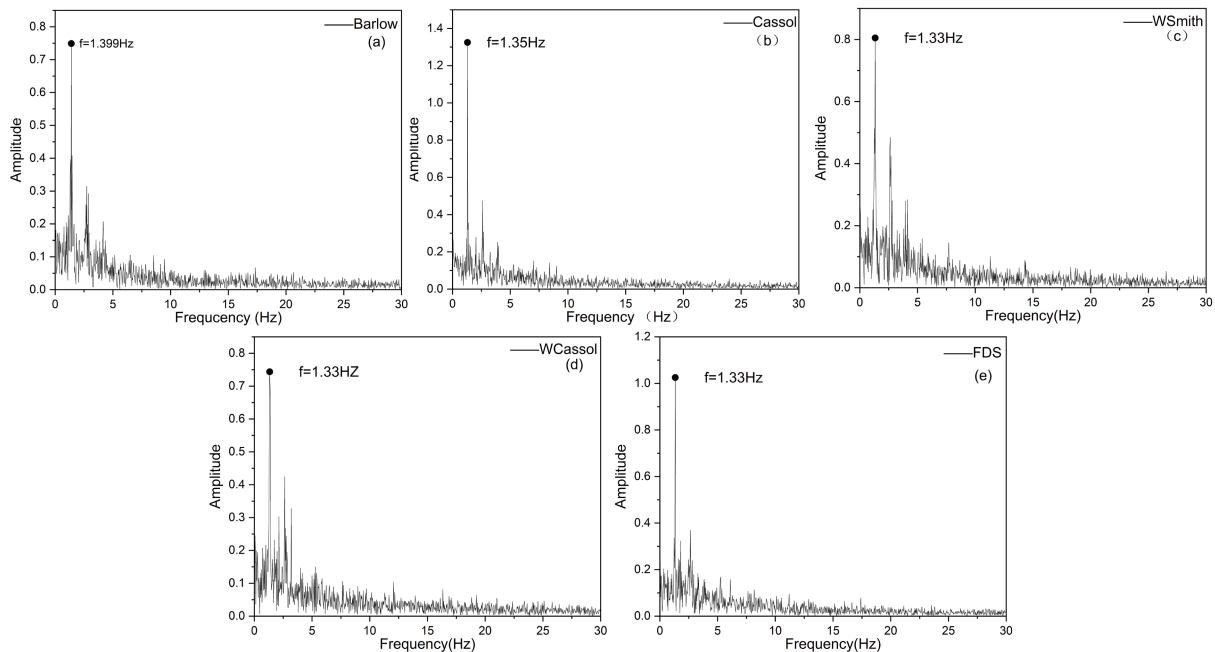 Barlow
(a)
f=1.399Hz
0.8
0.7
0.6
0.5
0.4
0.3
0.2
0.1
0.0
Amplitude
0 5 10 15 20 25 30
Frequcency (Hz)
Cassol
(b)
f=1.35Hz
1.4
1.2
1.0
0.8
0.6
0.4
0.2
0.0
Amplitude
0 5 10 15 20 25 30
Frequency （Hz）
WSmith
（c）
f=1.33Hz
0.8
0.6
0.4
0.2
0.0
Amplitude
0 5 10 15 20 25 30
Frequency(Hz)
WCassol
(d)
f=1.33HZ
0.8
0.7
0.6
0.5
0.4
0.3
0.2
0.1
0.0
Amplitude
0 5 10 15 20 25 30
Frequency(Hz)
FDS
(e)
f=1.33Hz
1.2
1.0
0.8
0.6
0.4
0.2
0.0
Amplitude
0 5 10 15 20 25 30
Frequency(Hz)